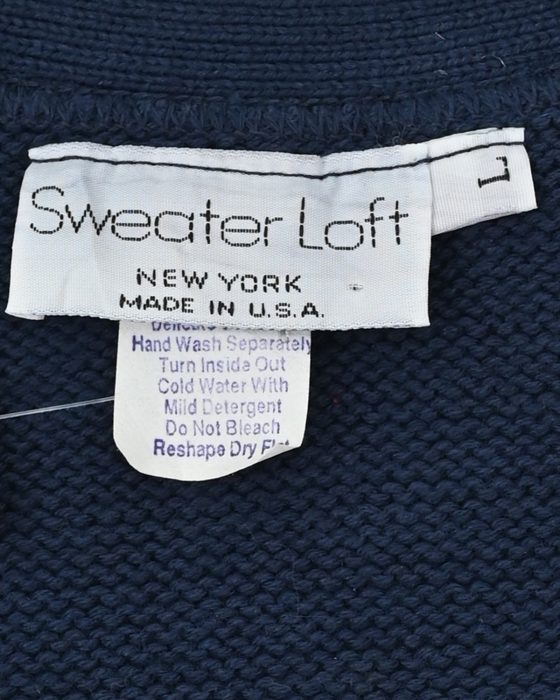 Sweater Loft
L
NEW YORK
MADE IN U.S.A.
Hand Wash Separately
Turn Inside Out
Cold Water With
Mild Detergent
Do Not Bleach
Reshape Dry Flat